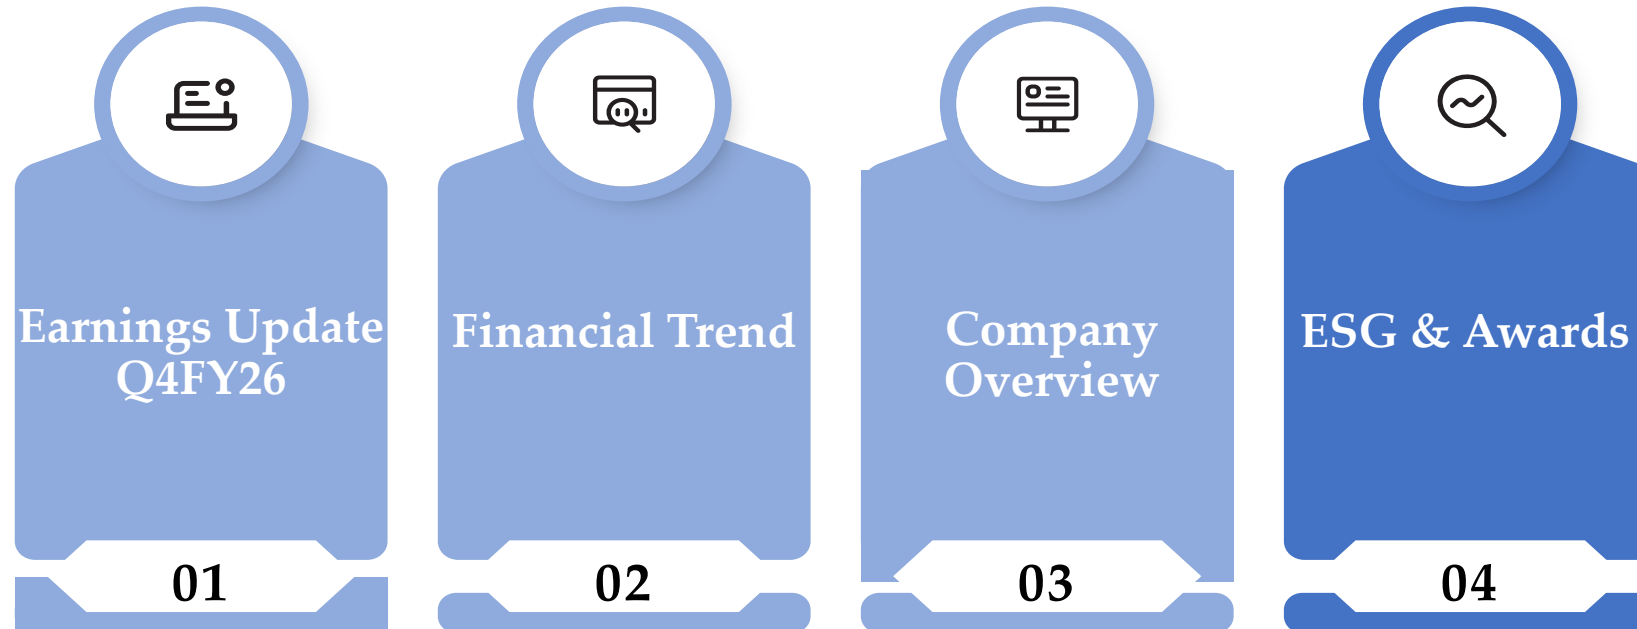 Earnings Update
Q4FY26
01
Financial Trend
02
Company
Overview
03
ESG & Awards
04